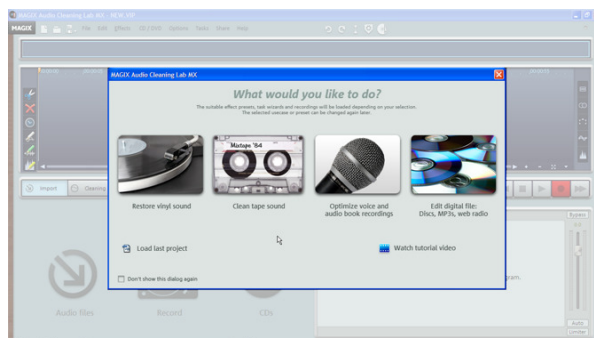 MAGIX Audio Cleaning Lab MX - NEW.VIP
MAGIX File Edit Effects CD / DVD Options Tasks Share Help
MAGIX Audio Cleaning Lab MX
What would you like to do?
The suitable effect presets, task wizards and recordings will be loaded depending on your selection.
The selected usecase or preset can be changed again later.
Mixtape '84
Restore vinyl sound
Clean tape sound
Optimize voice and
audio book recordings
Edit digital file:
Discs, MP3s, web radio
Import Cleaning
Load last project
Watch tutorial video
Don't show this dialog again
gram.
Audio files
Record
CDs
Bypass
Auto
Limiter